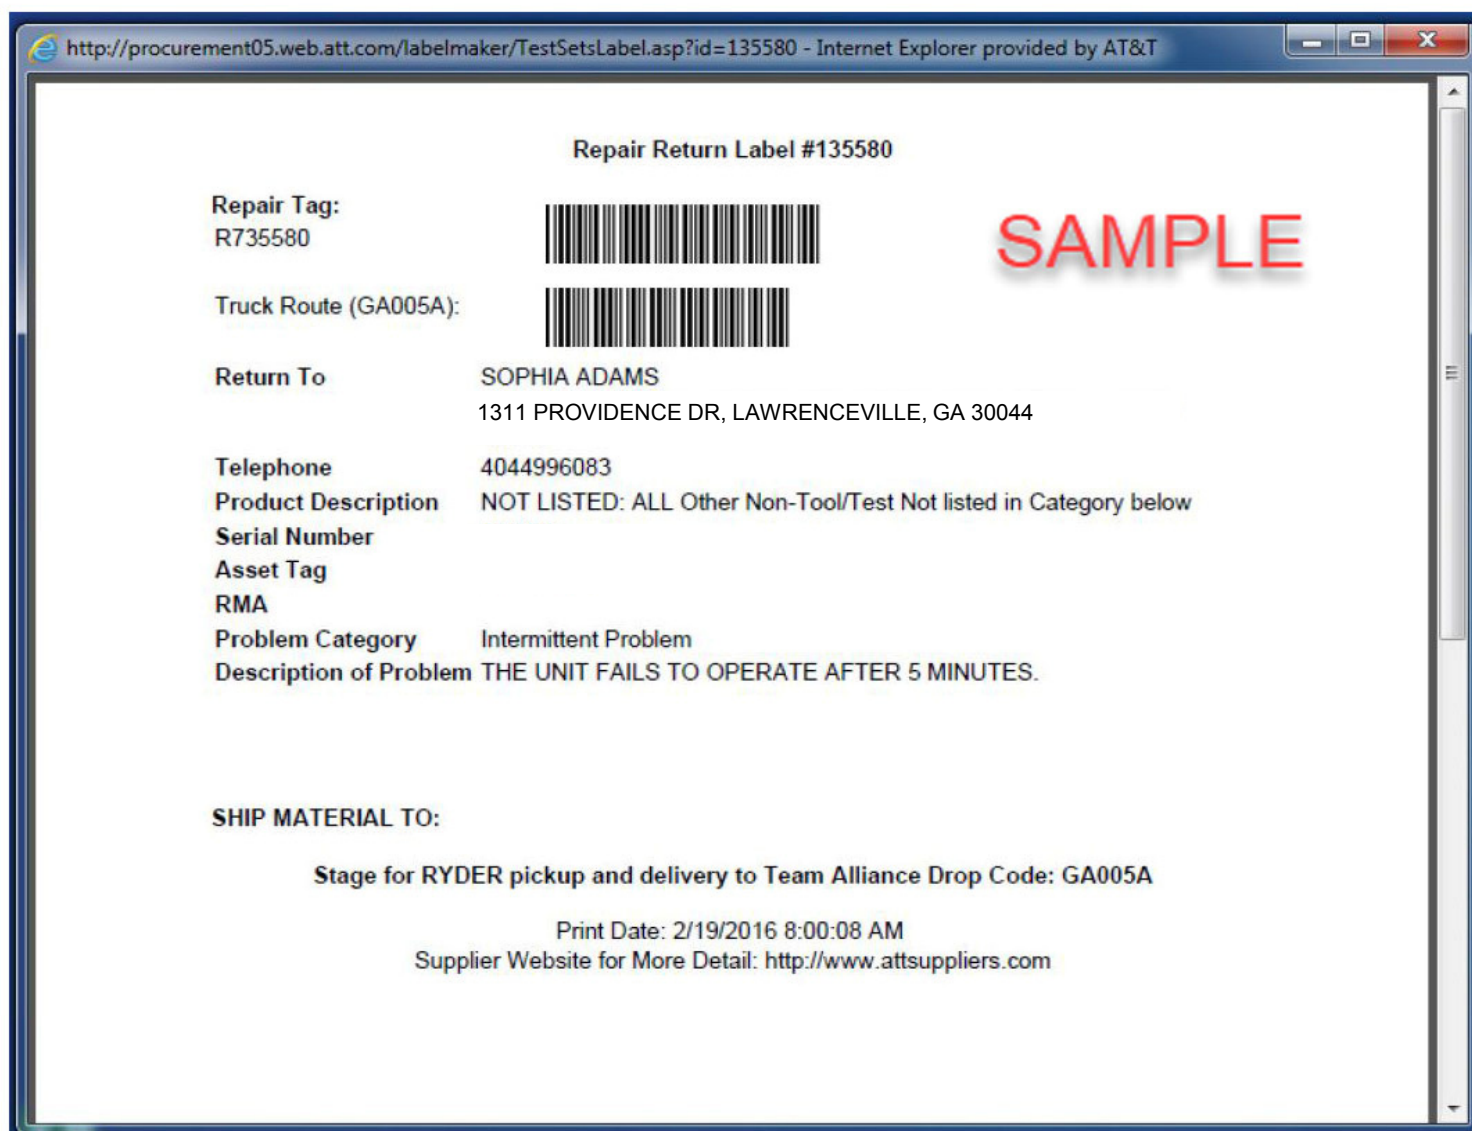 http://procurement05.web.att.com/labelmaker/TestSetsLabel.asp?id=135580 - Internet Explorer provided by AT&T
Repair Return Label #135580
Repair Tag:
R735580
SAMPLE
Truck Route (GA005A):
Return To SOPHIA ADAMS
1311 PROVIDENCE DR, LAWRENCEVILLE, GA 30044
Telephone 4044996083
Product Description NOT LISTED: ALL Other Non-Tool/Test Not listed in Category below
Serial Number
Asset Tag
RMA
Problem Category Intermittent Problem
Description of Problem THE UNIT FAILS TO OPERATE AFTER 5 MINUTES.
SHIP MATERIAL TO:
Stage for RYDER pickup and delivery to Team Alliance Drop Code: GA005A
Print Date: 2/19/2016 8:00:08 AM
Supplier Website for More Detail: http://www.attsuppliers.com